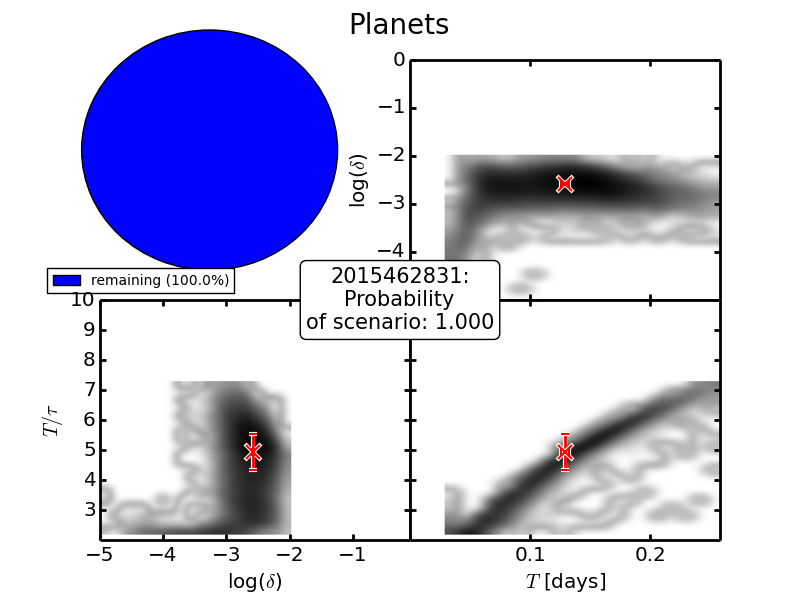 Planets
0
−1
−2
−3
−4
log(δ)
remaining (100.0%)
2015462831:
Probability
of scenario: 1.000
10
9
8
7
6
5
4
3
T/τ
−5 −4 −3 −2 −1
log(δ)
0.1 0.2
T [days]